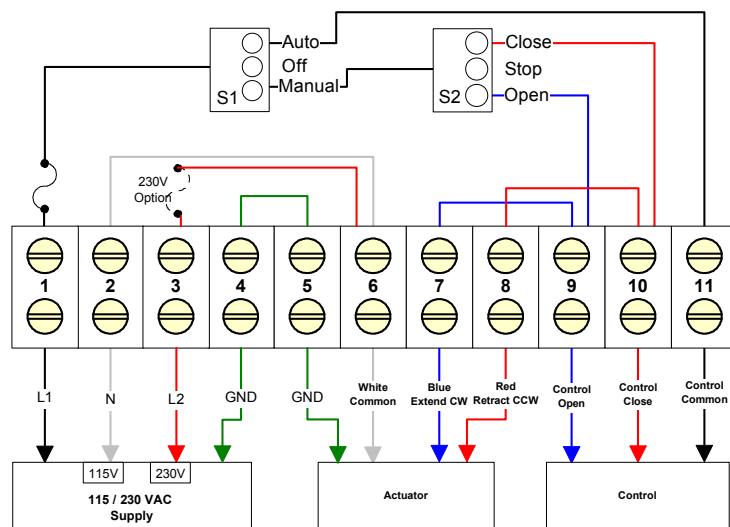 Auto
Off
Manual
S1
Close
Stop
Open
S2
230V
Option
1
2
3
4
5
6
7
8
9
10
11
L1
N
L2
GND
GND
White
Common
Blue
Extend CW
Red
Retract CCW
Control
Open
Control
Close
Control
Common
115V
230V
115 / 230 VAC
Supply
Actuator
Control